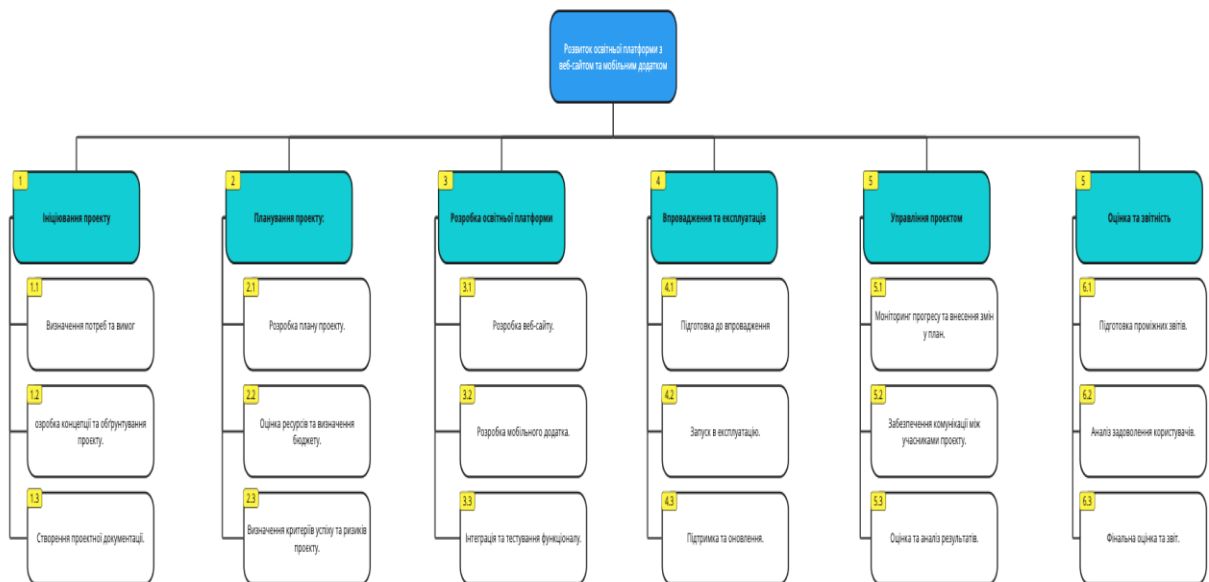 Розвиток освітньої платформи з
веб-сайтом та мобільним додатком
1
Ініціювання проекту
1.1
Визначення потреб та вимог
1.2
озробка концепції та обґрунтування
проєкту.
1.3
Створення проектної документації.
2
Планування проекту:
2.1
Розробка плану проекту.
2.2
Оцінка ресурсів та визначення
бюджету.
2.3
Визначення критеріїв успіху та ризиків
проєкту.
3
Розробка освітньої платформи
3.1
Розробка веб-сайту.
3.2
Розробка мобільного додатка.
3.3
Інтеграція та тестування функціоналу.
4
Впровадження та експлуатація
4.1
Підготовка до впровадження
4.2
Запуск в експлуатацію.
4.3
Підтримка та оновлення.
5
Управління проектом
5.1
Моніторинг прогресу та внесення змін
у план.
5.2
Забезпечення комунікації між
учасниками проєкту.
5.3
Оцінка та аналіз результатів.
5
Оцінка та звітність
6.1
Підготовка проміжних звітів.
6.2
Аналіз задоволення користувачів.
6.3
Фінальна оцінка та звіт.